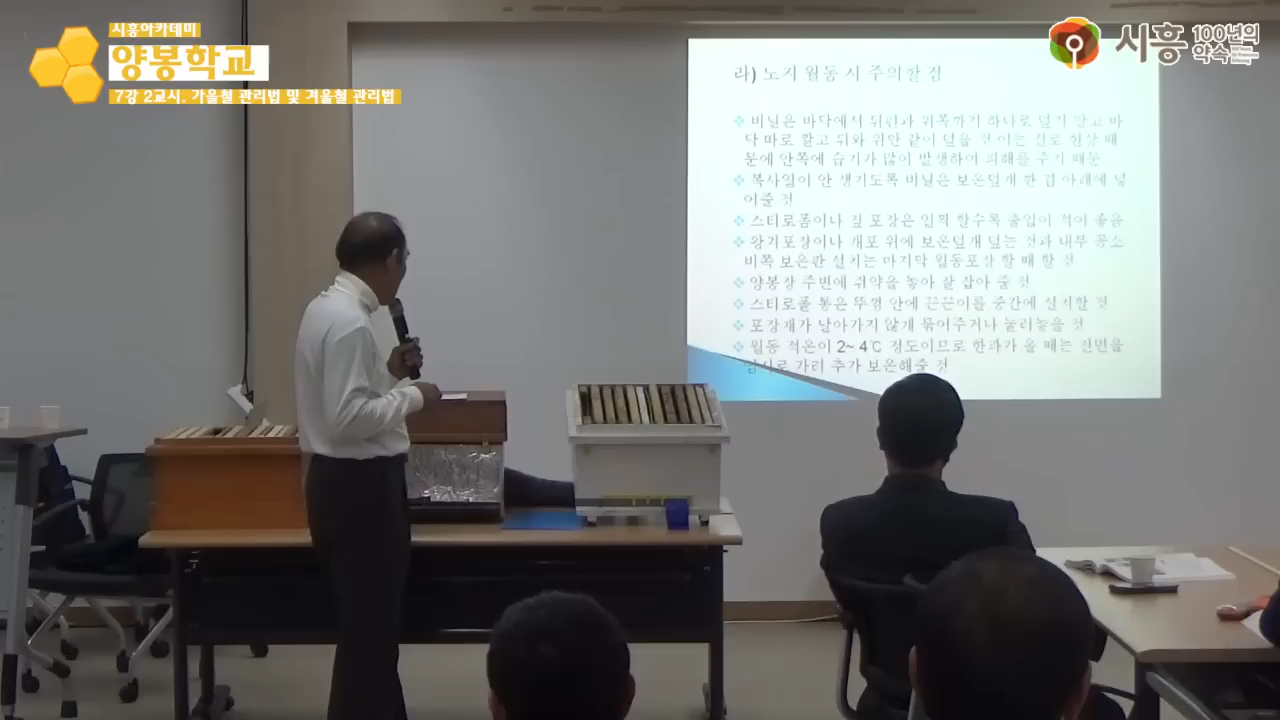 시흥아카데미
양봉학교
7강 2교시. 가을철 관리법 및 겨울철 관리법
시흥 100년의
약속
라) 노지 월동 시 주의할 점
비닐은 바닥에서 뒤편과 위쪽까지 하나로 덮지 말고 바
닥 따로 깔고 뒤와 위만 같이 덮을 것 이는 결로 현상 때
문에 안쪽에 습기가 많이 발생하여 피해를 주기 때문
복사열이 안 생기도록 비닐은 보온덮개 한 겹 아래에 넣
어줄 것
스티로폼이나 짚 포장은 일찍 할수록 출입이 적어 좋음
왕겨포장이나 개포 위에 보온덮개 덮는 것과 내부 공소
비쪽 보온판 설치는 마지막 월동포장 할 때 할 것
양봉장 주변에 쥐약을 놓아 잘 잡아 줄 것
스티로폴 통은 뚜껑 안에 끈끈이를 중간에 설치할 것
포장재가 날아가지 않게 묶어주거나 눌러놓을 것
월동 적온이 2~ 4℃ 정도이므로 한파가 올 때는 전면을
가려 추가 보온해줄 것